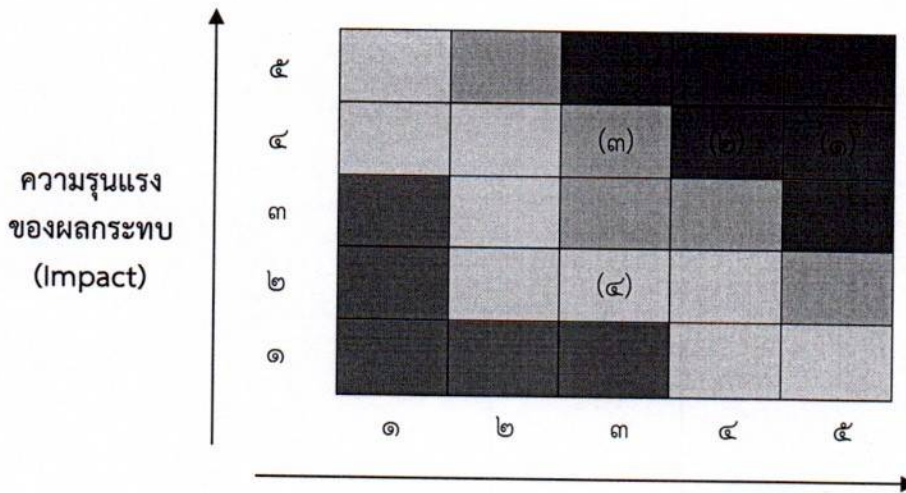 ๕
๔ (๓) (๒) (๑)
ความรุนแรง
ของผลกระทบ
(Impact)
๓
๒ (๔)
๑
๑ ๒ ๓ ๔ ๕